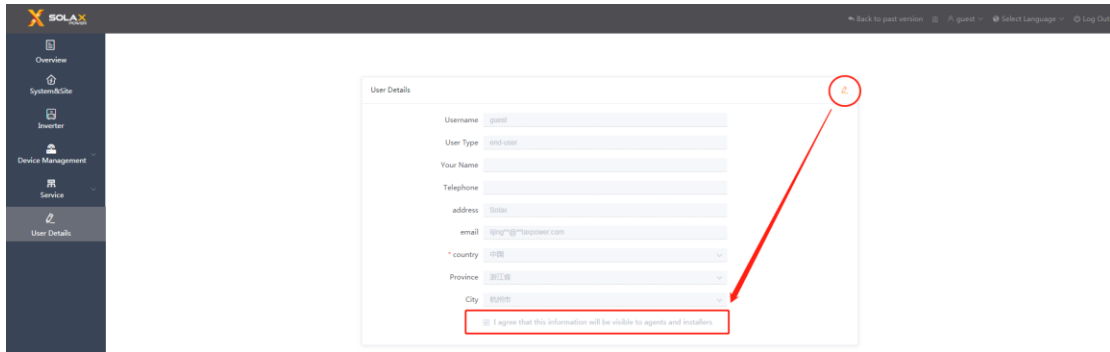 SOLAX
POWER
Back to past version guest Select Language Log Out
Overview
System&Site
Inverter
Device Management
Service
User Details
User Details
Username guest
User Type end-user
Your Name
Telephone
address Solax
email
* country 中国
Province 浙江省
City 杭州市
I agree that this information will be visible to agents and installers